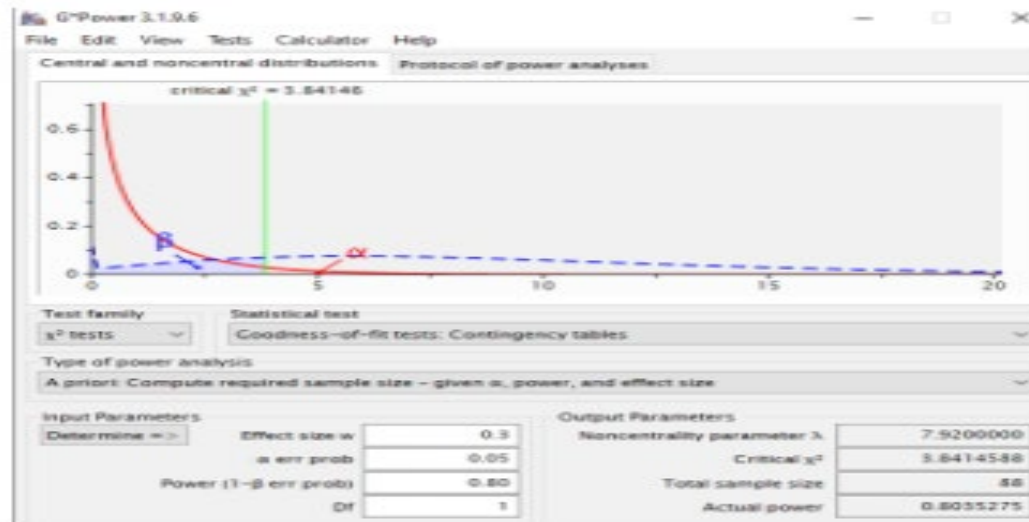 G*Power 3.1.9.6
File Edit View Tests Calculator Help
Central and noncentral distributions Protocol of power analyses
critical χ² = 3.84146
0.6
0.4
0.2
0
β
α
0 5 10 15 20
Test family Statistical test
χ² tests Goodness-of-fit tests: Contingency tables
Type of power analysis
A priori: Compute required sample size - given α, power, and effect size
Input Parameters Output Parameters
Determine => Effect size w 0.3 Noncentrality parameter λ 7.9200000
α err prob 0.05 Critical χ² 3.8414588
Power (1-β err prob) 0.80 Total sample size 88
Df 1 Actual power 0.8035275